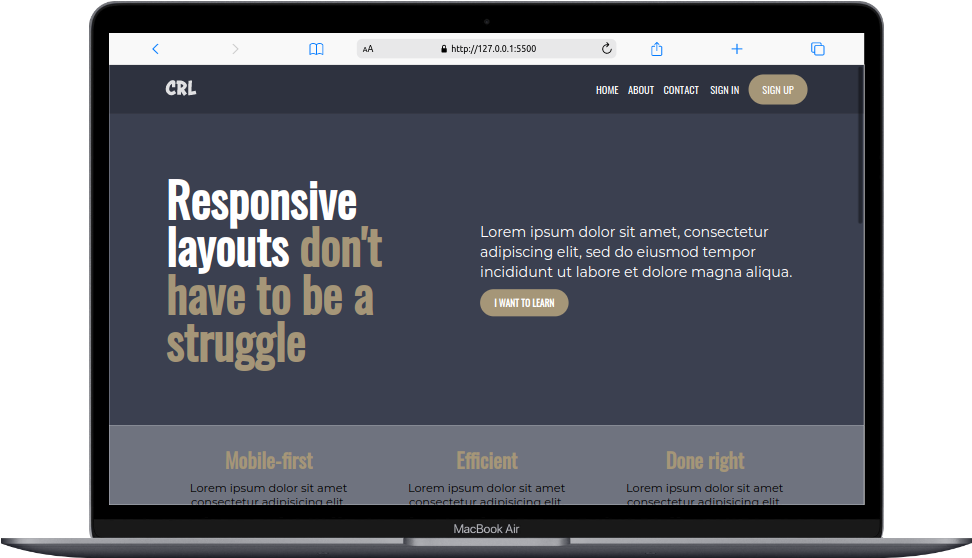 AA http://127.0.0.1:5500
CRL HOME ABOUT CONTACT SIGN IN SIGN UP
Responsive
layouts don't
have to be a
struggle
Lorem ipsum dolor sit amet, consectetur
adipiscing elit, sed do eiusmod tempor
incididunt ut labore et dolore magna aliqua.
I WANT TO LEARN
Mobile-first
Lorem ipsum dolor sit amet
consectetur adipisicing elit
Efficient
Lorem ipsum dolor sit amet
consectetur adipisicing elit
Done right
Lorem ipsum dolor sit amet
consectetur adipisicing elit
MacBook Air